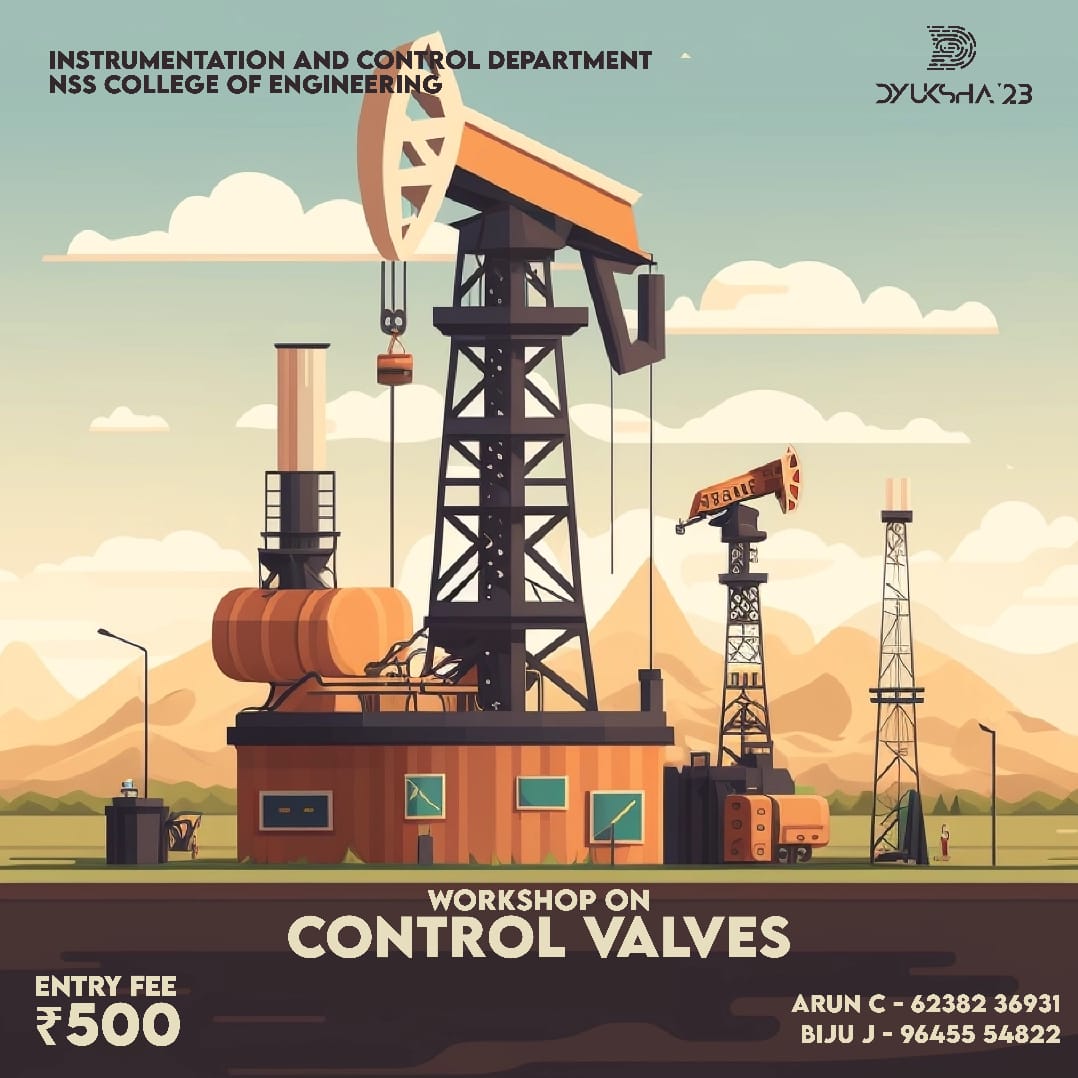 INSTRUMENTATION AND CONTROL DEPARTMENT
NSS COLLEGE OF ENGINEERING
DYUKSHA'23
WORKSHOP ON
CONTROL VALVES
ENTRY FEE
₹500
ARUN C - 62382 36931
BIJU J - 96455 54822